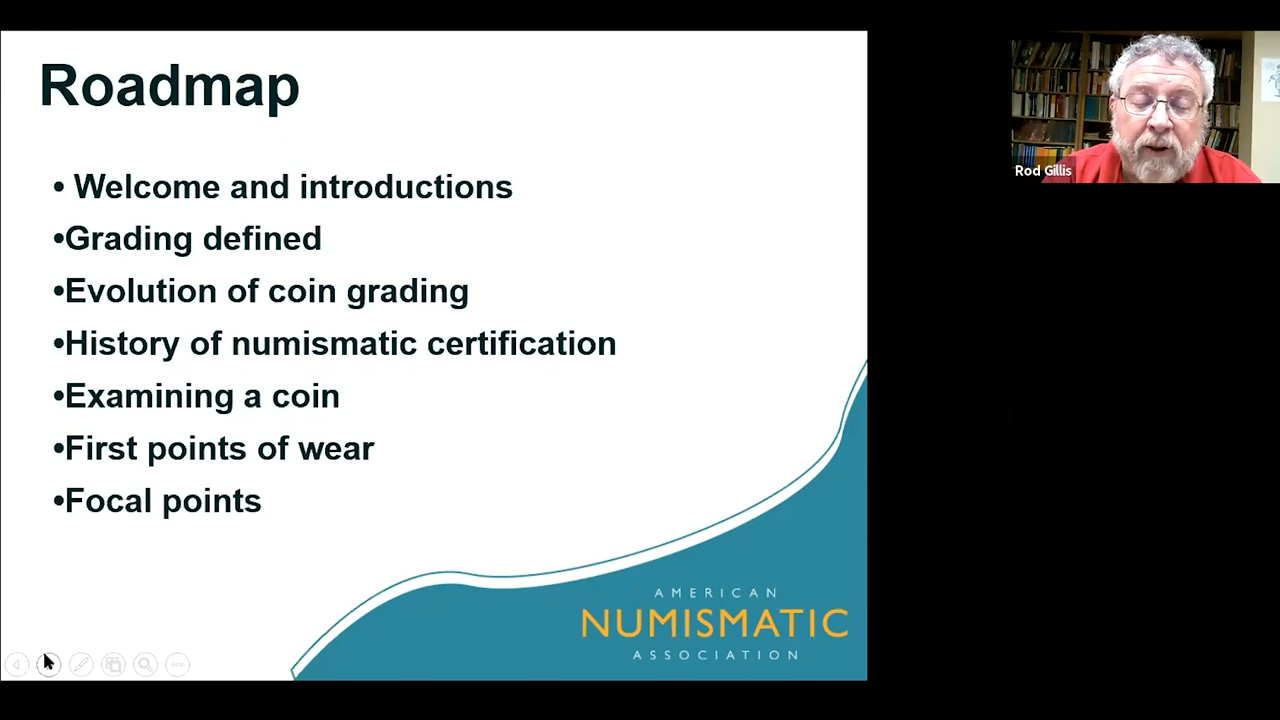 Roadmap
• Welcome and introductions
•Grading defined
•Evolution of coin grading
•History of numismatic certification
•Examining a coin
•First points of wear
•Focal points
AMERICAN
NUMISMATIC
ASSOCIATION
Rod Gillis